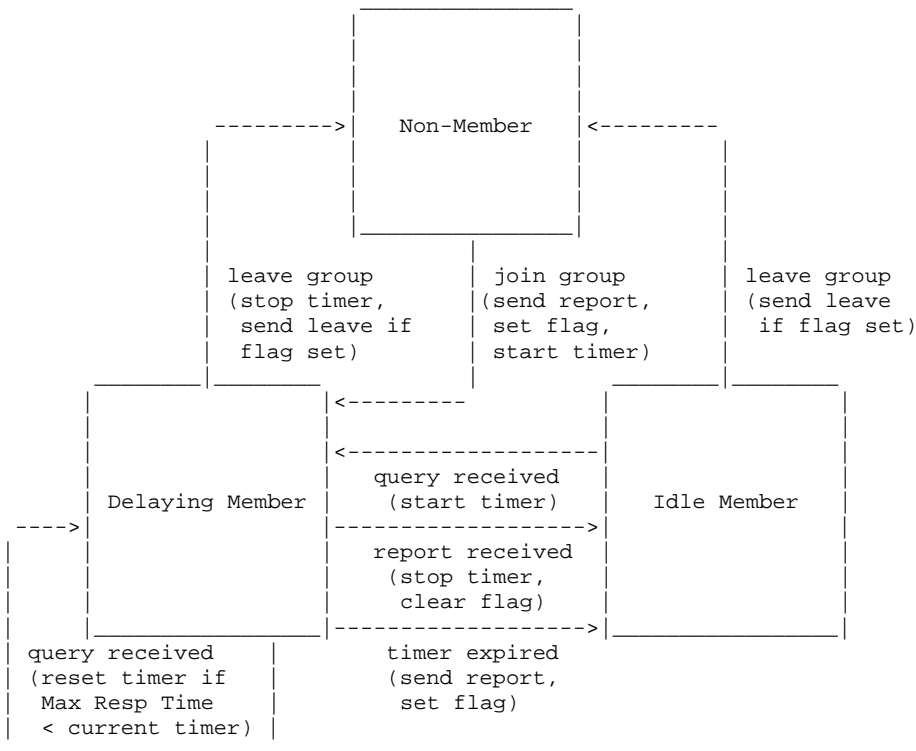 Non-Member
leave group
(stop timer,
send leave if
flag set)
join group
(send report,
set flag,
start timer)
leave group
(send leave
if flag set)
query received
(start timer)
Delaying Member
Idle Member
report received
(stop timer,
clear flag)
query received
(reset timer if
Max Resp Time
< current timer)
timer expired
(send report,
set flag)